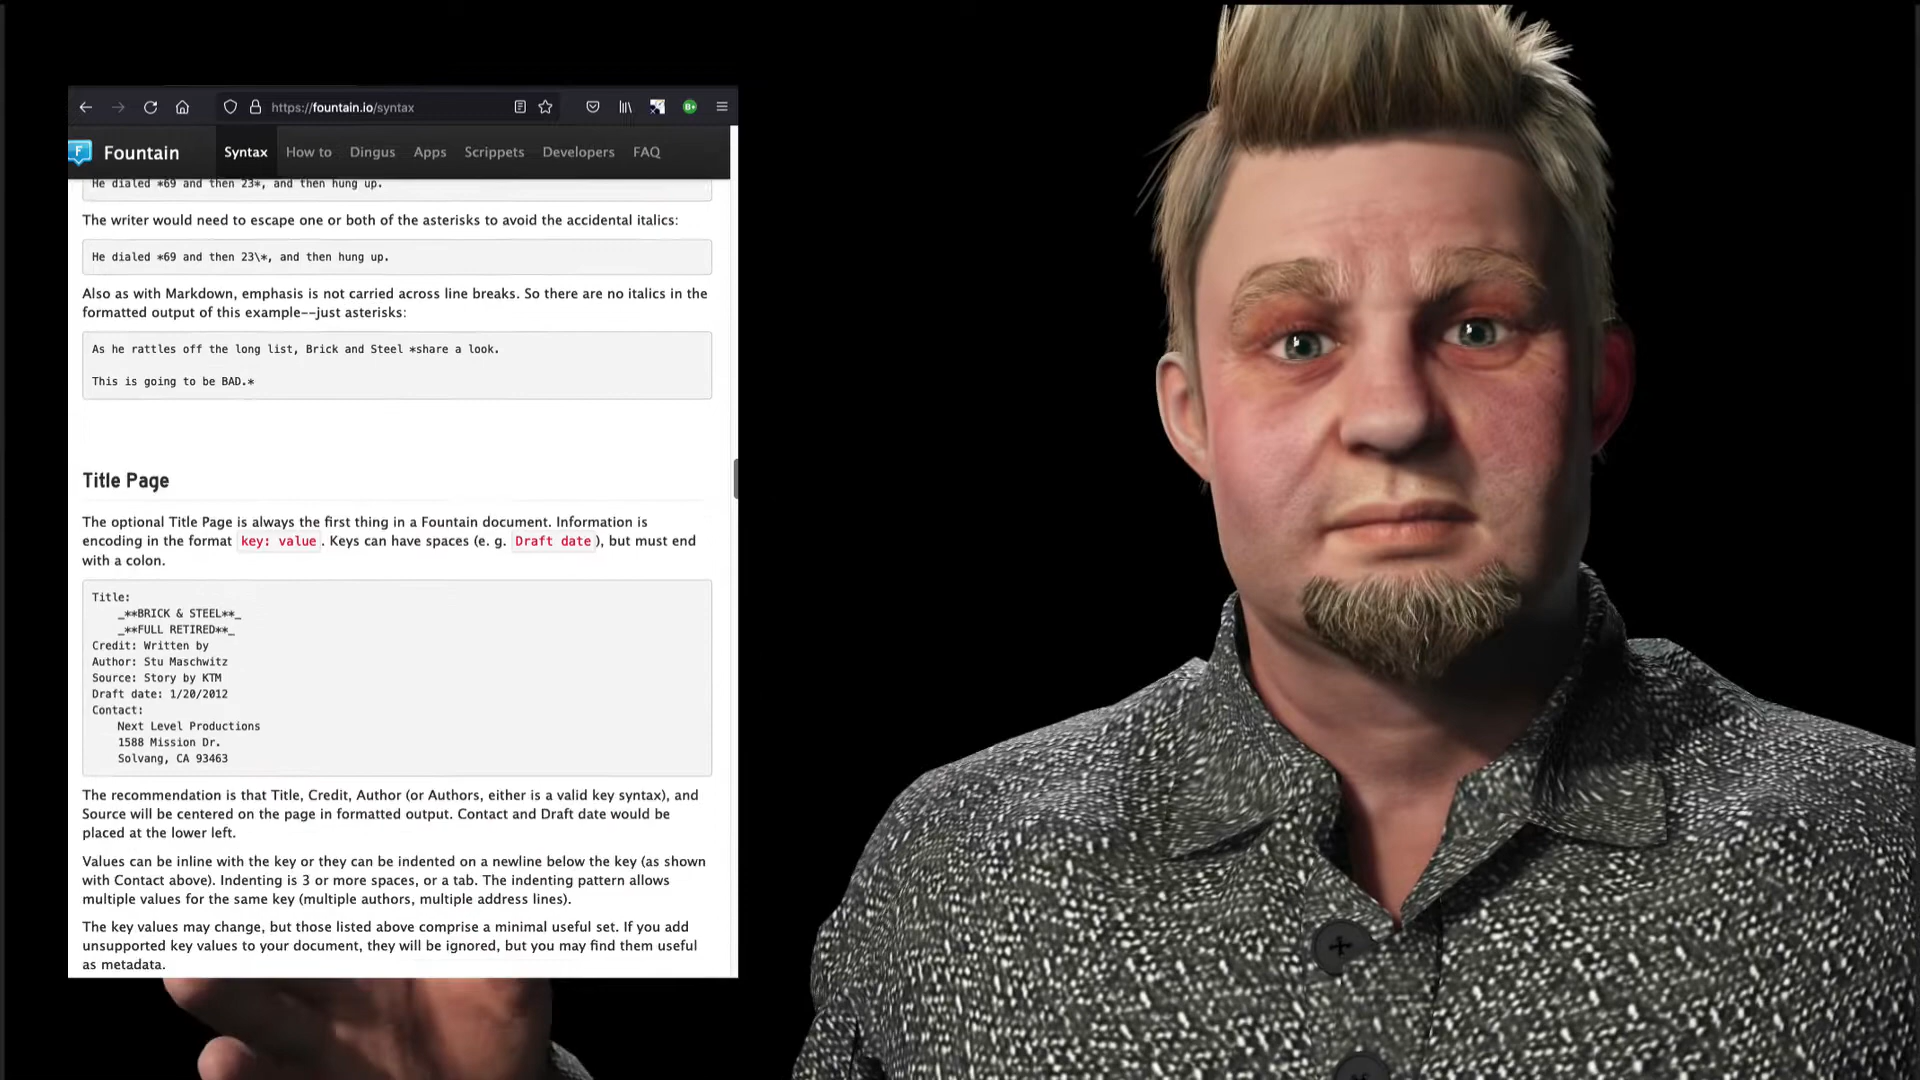 https://fountain.io/syntax
Fountain
Syntax
How to
Dingus
Apps
Scrippets
Developers
FAQ
He dialed *69 and then 23*, and then hung up.
The writer would need to escape one or both of the asterisks to avoid the accidental italics:
He dialed *69 and then 23\*, and then hung up.
Also as with Markdown, emphasis is not carried across line breaks. So there are no italics in the
formatted output of this example--just asterisks:
As he rattles off the long list, Brick and Steel *share a look.
This is going to be BAD.*
Title Page
The optional Title Page is always the first thing in a Fountain document. Information is
encoding in the format key: value . Keys can have spaces (e. g. Draft date ), but must end
with a colon.
Title:
_**BRICK & STEEL**_
_**FULL RETIRED**_
Credit: Written by
Author: Stu Maschwitz
Source: Story by KTM
Draft date: 1/20/2012
Contact:
Next Level Productions
1588 Mission Dr.
Solvang, CA 93463
The recommendation is that Title, Credit, Author (or Authors, either is a valid key syntax), and
Source will be centered on the page in formatted output. Contact and Draft date would be
placed at the lower left.
Values can be inline with the key or they can be indented on a newline below the key (as shown
with Contact above). Indenting is 3 or more spaces, or a tab. The indenting pattern allows
multiple values for the same key (multiple authors, multiple address lines).
The key values may change, but those listed above comprise a minimal useful set. If you add
unsupported key values to your document, they will be ignored, but you may find them useful
as metadata.